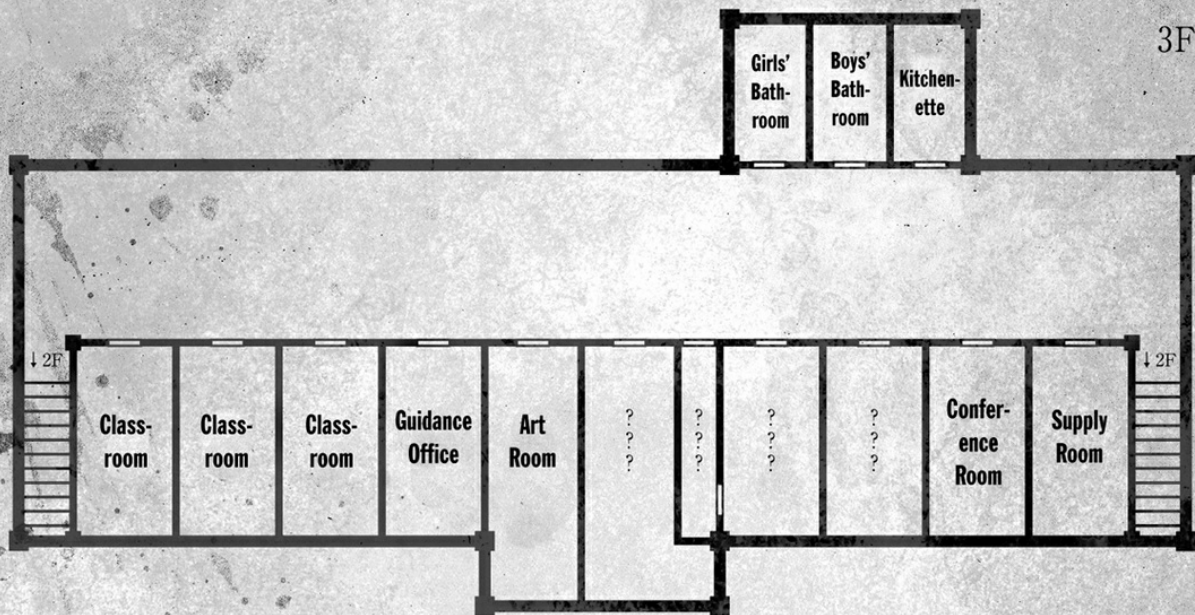 3F
Girls'
Bath-
room
Boys'
Bath-
room
Kitchen-
ette
↓2F
Class-
room
Class-
room
Class-
room
Guidance
Office
Art
Room
?
?
?
?
?
?
?
?
?
?
?
?
Confer-
ence
Room
Supply
Room
↓2F